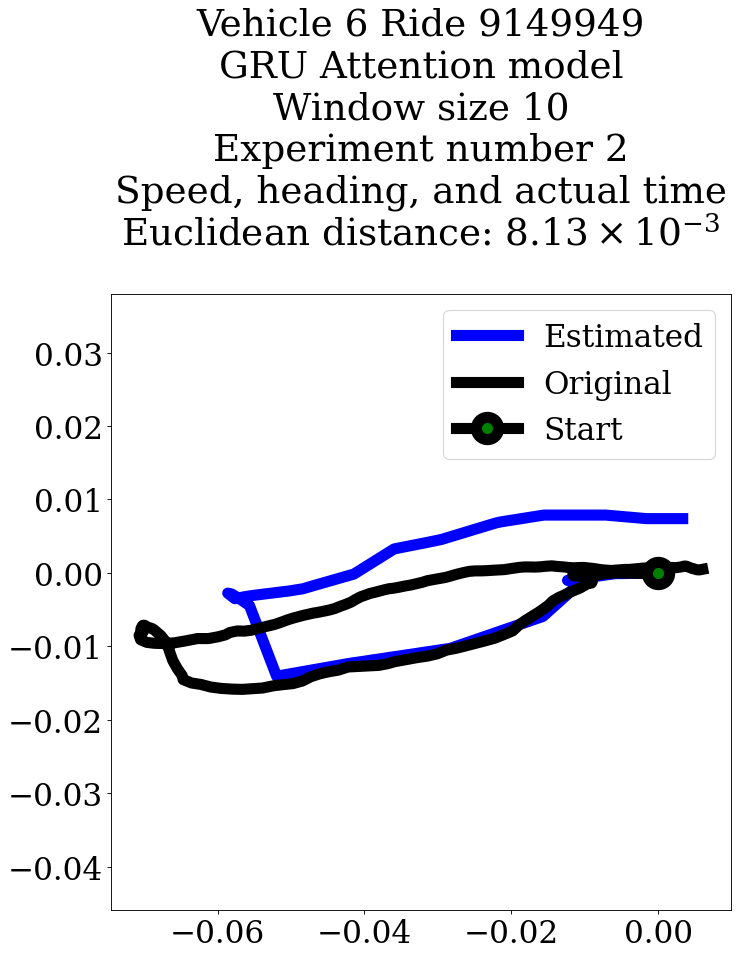 Vehicle 6 Ride 9149949
GRU Attention model
Window size 10
Experiment number 2
Speed, heading, and actual time
Euclidean distance: 8.13 × 10⁻³
Estimated
Original
Start
0.03
0.02
0.01
0.00
−0.01
−0.02
−0.03
−0.04
−0.06 −0.04 −0.02 0.00